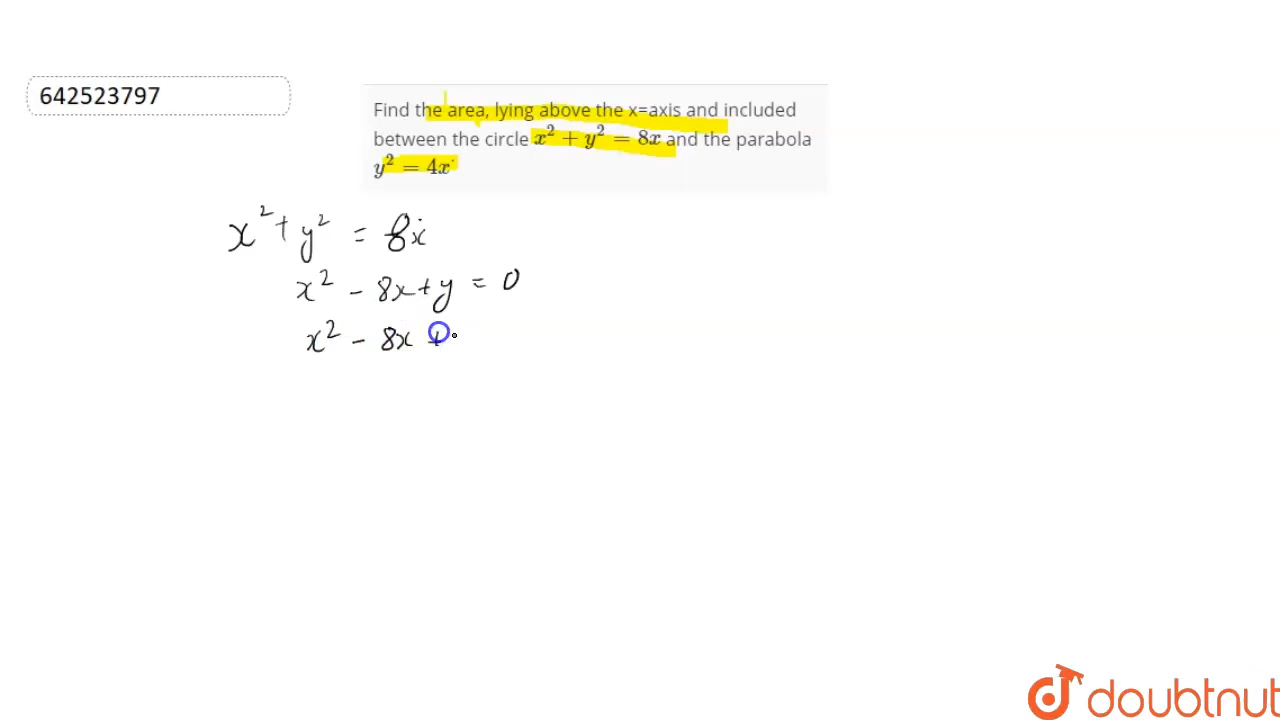 642523797
Find the area, lying above the x=axis and included
between the circle x² + y² = 8x and the parabola
y² = 4x
x² + y² = 8x
x² - 8x + y = 0
x² - 8x +
doubtnut